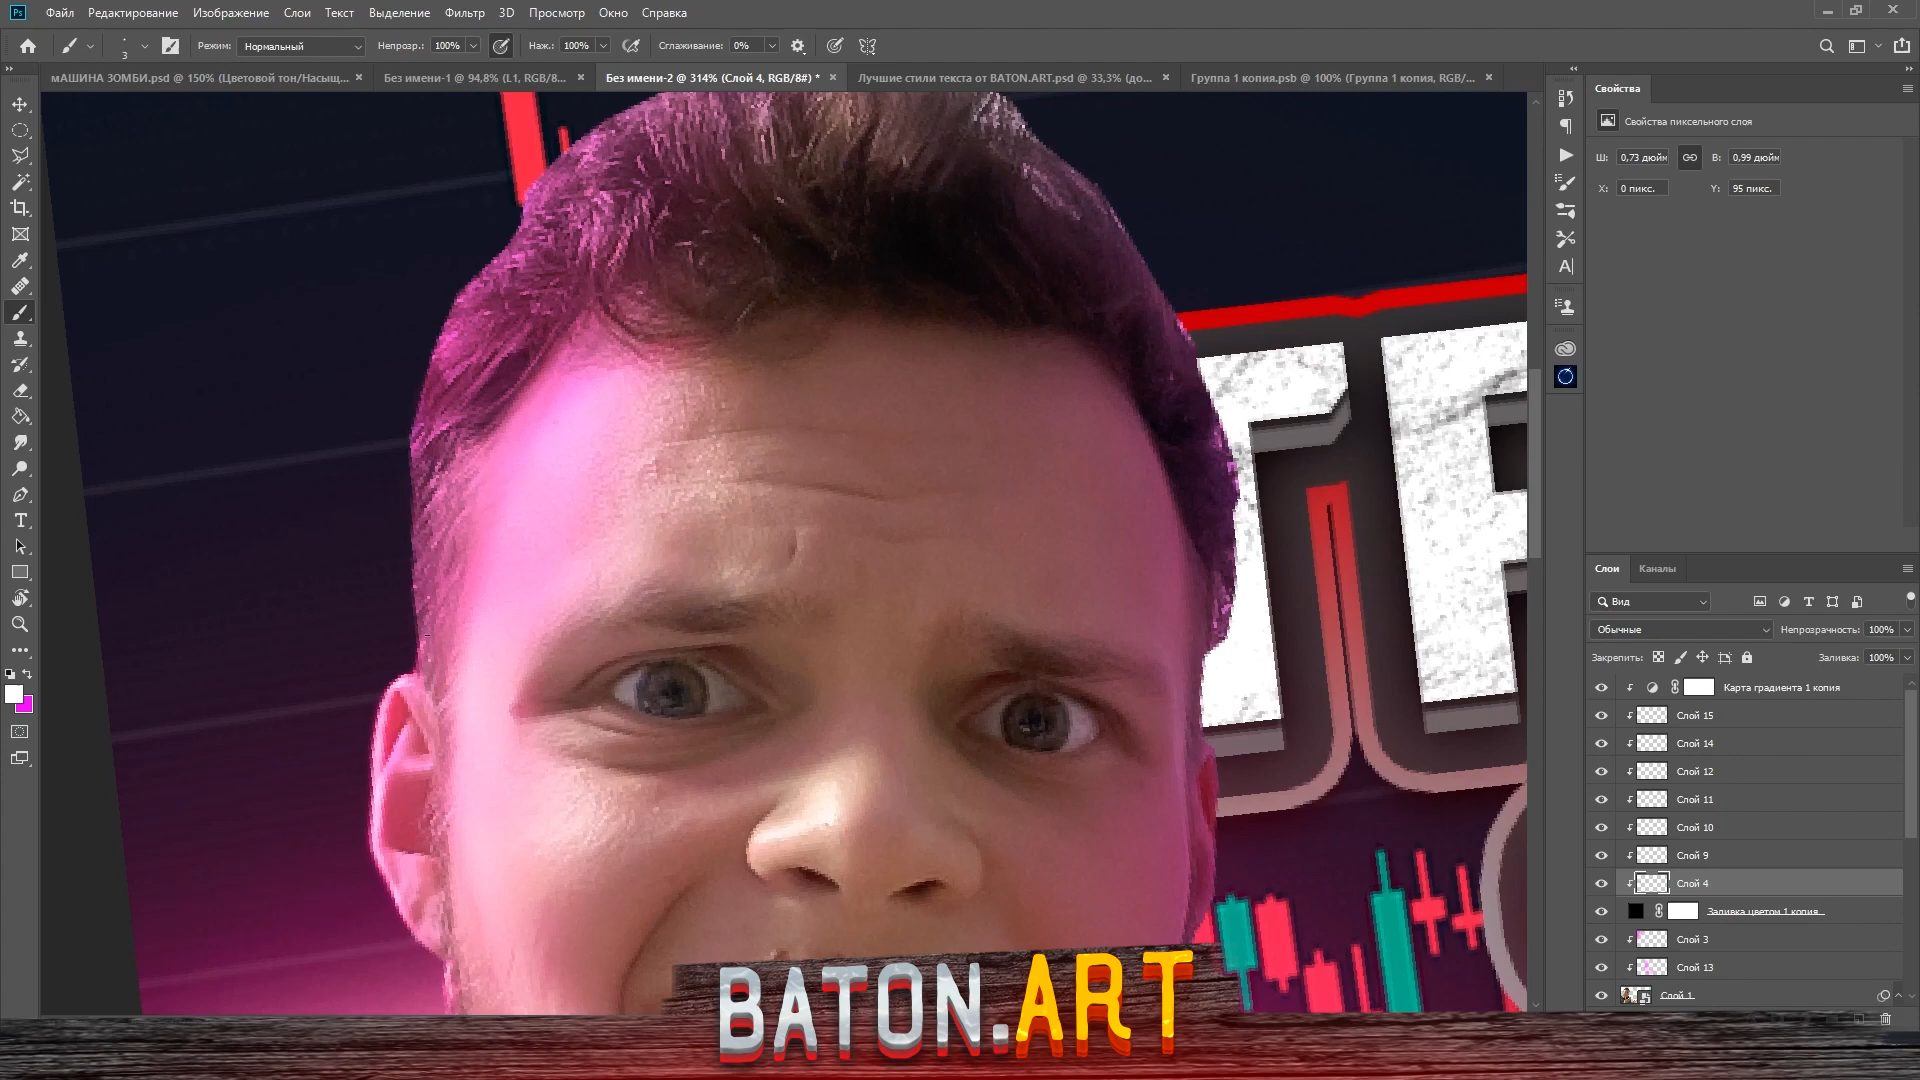 Ps Файл Редактирование Изображение Слои Текст Выделение Фильтр 3D Просмотр Окно Справка
3 Режим: Нормальный Непрозр.: 100% Наж.: 100% Сглаживание: 0%
мАШИНА ЗОМБИ.psd @ 150% (Цветовой тон/Насыщ... × Без имени-1 @ 94,8% (L1, RGB/8... × Без имени-2 @ 314% (Слой 4, RGB/8#) * × Лучшие стили текста от BATON.ART.psd @ 33,3% (до... × Группа 1 копия.psb @ 100% (Группа 1 копия, RGB/... ×
Свойства
Свойства пиксельного слоя
Ш: 0,73 дюйм В: 0,99 дюйм
X: 0 пикс. Y: 95 пикс.
Слои Каналы
Вид
Обычные Непрозрачность: 100%
Закрепить: Заливка: 100%
Карта градиента 1 копия
Слой 15
Слой 14
Слой 12
Слой 11
Слой 10
Слой 9
Слой 4
Заливка цветом 1 копия...
Слой 3
Слой 13
Слой 1
BATON.ART